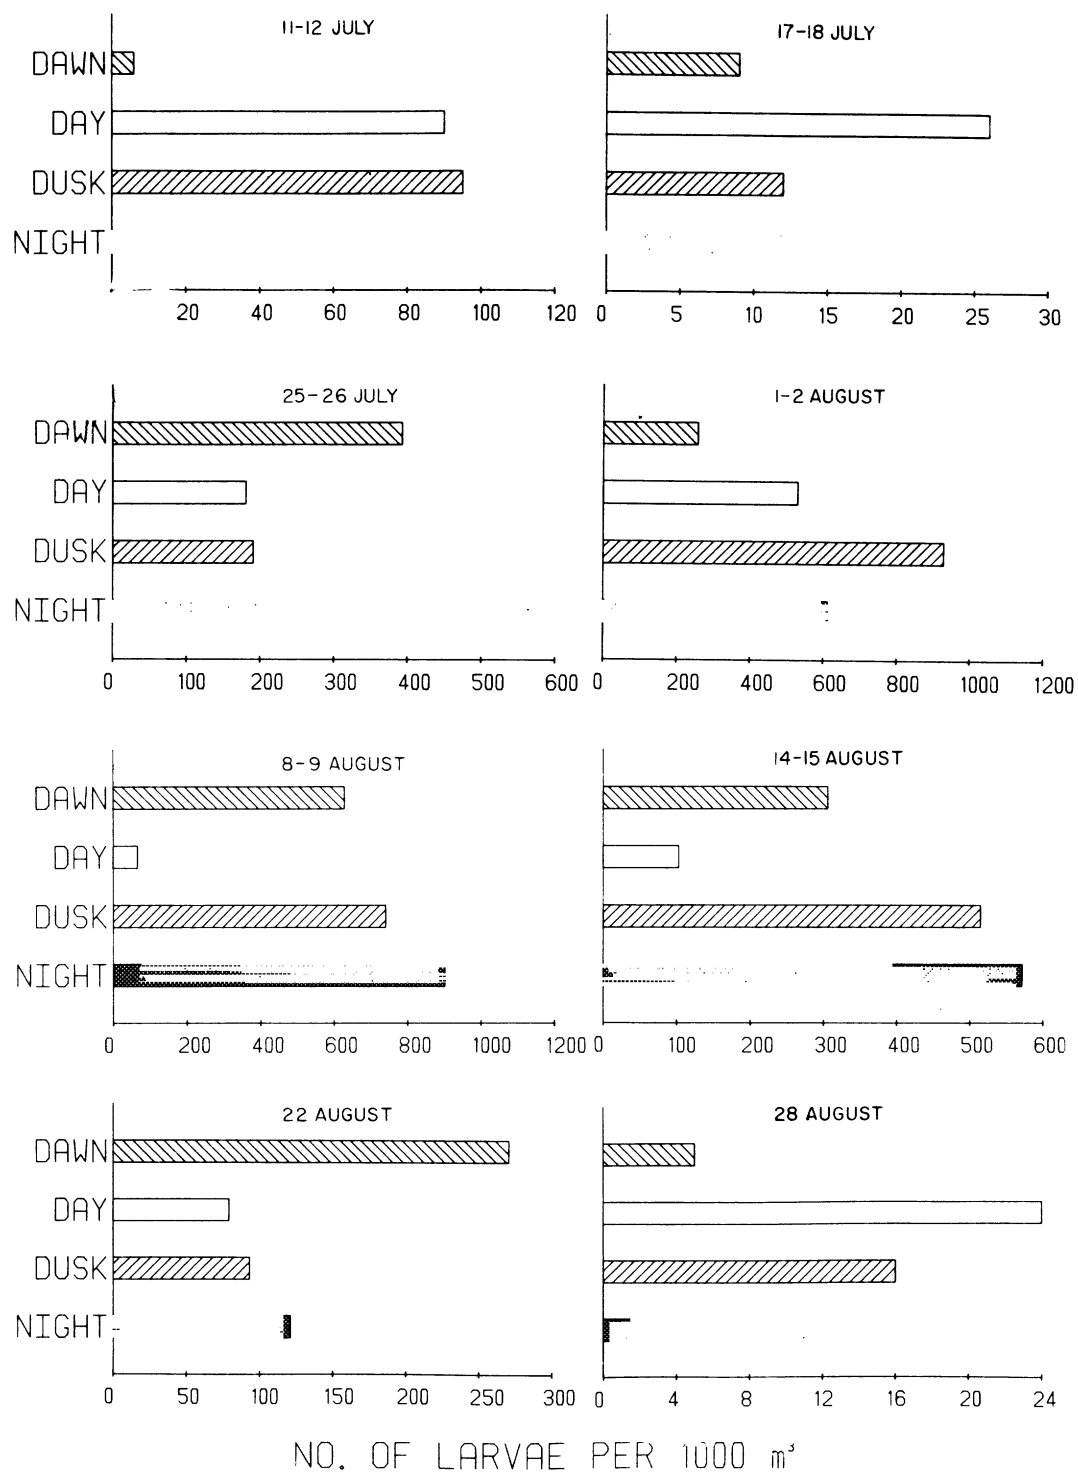 11-12 JULY
DAWN
DAY
DUSK
NIGHT
20 40 60 80 100 120
17-18 JULY
0 5 10 15 20 25 30
25-26 JULY
DAWN
DAY
DUSK
NIGHT
0 100 200 300 400 500 600
1-2 AUGUST
0 200 400 600 800 1000 1200
8-9 AUGUST
DAWN
DAY
DUSK
NIGHT
0 200 400 600 800 1000 1200
14-15 AUGUST
0 100 200 300 400 500 600
22 AUGUST
DAWN
DAY
DUSK
NIGHT
0 50 100 150 200 250 300
28 AUGUST
0 4 8 12 16 20 24
NO. OF LARVAE PER 1000 m³